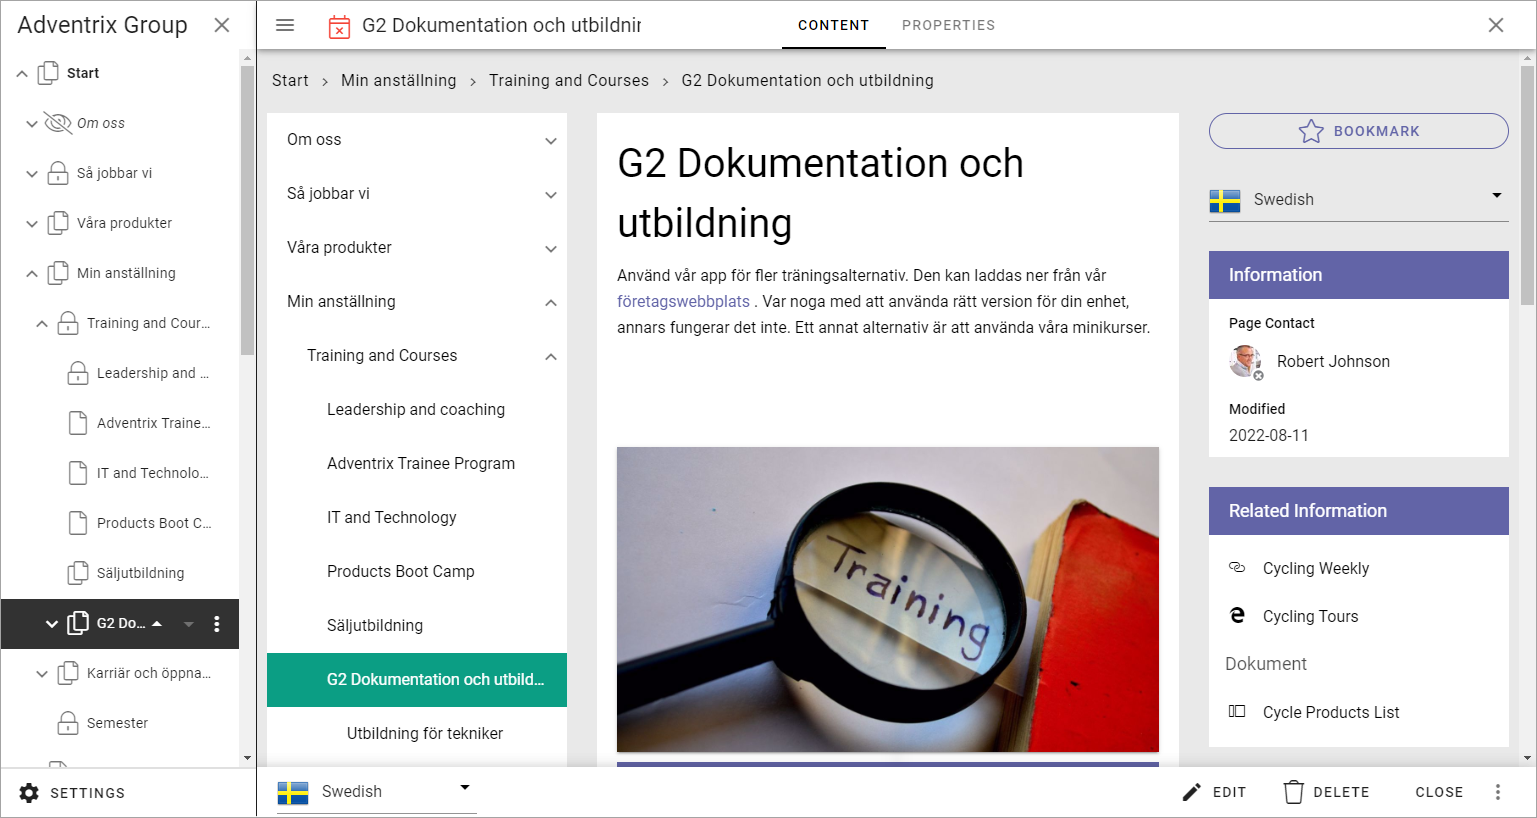 Adventrix Group
Start
Om oss
Så jobbar vi
Våra produkter
Min anställning
Training and Cour...
Leadership and ...
Adventrix Traine...
IT and Technolo...
Products Boot C...
Säljutbildning
G2 Do...
Karriär och öppna...
Semester
SETTINGS
G2 Dokumentation och utbildnin
CONTENT
PROPERTIES
Start > Min anställning > Training and Courses > G2 Dokumentation och utbildning
Om oss
Så jobbar vi
Våra produkter
Min anställning
Training and Courses
Leadership and coaching
Adventrix Trainee Program
IT and Technology
Products Boot Camp
Säljutbildning
G2 Dokumentation och utbild...
Utbildning för tekniker
G2 Dokumentation och
utbildning
Använd vår app för fler träningsalternativ. Den kan laddas ner från vår
företagswebbplats . Var noga med att använda rätt version för din enhet,
annars fungerar det inte. Ett annat alternativ är att använda våra minikurser.
Training
BOOKMARK
Swedish
Information
Page Contact
Robert Johnson
Modified
2022-08-11
Related Information
Cycling Weekly
Cycling Tours
Dokument
Cycle Products List
Swedish
EDIT
DELETE
CLOSE